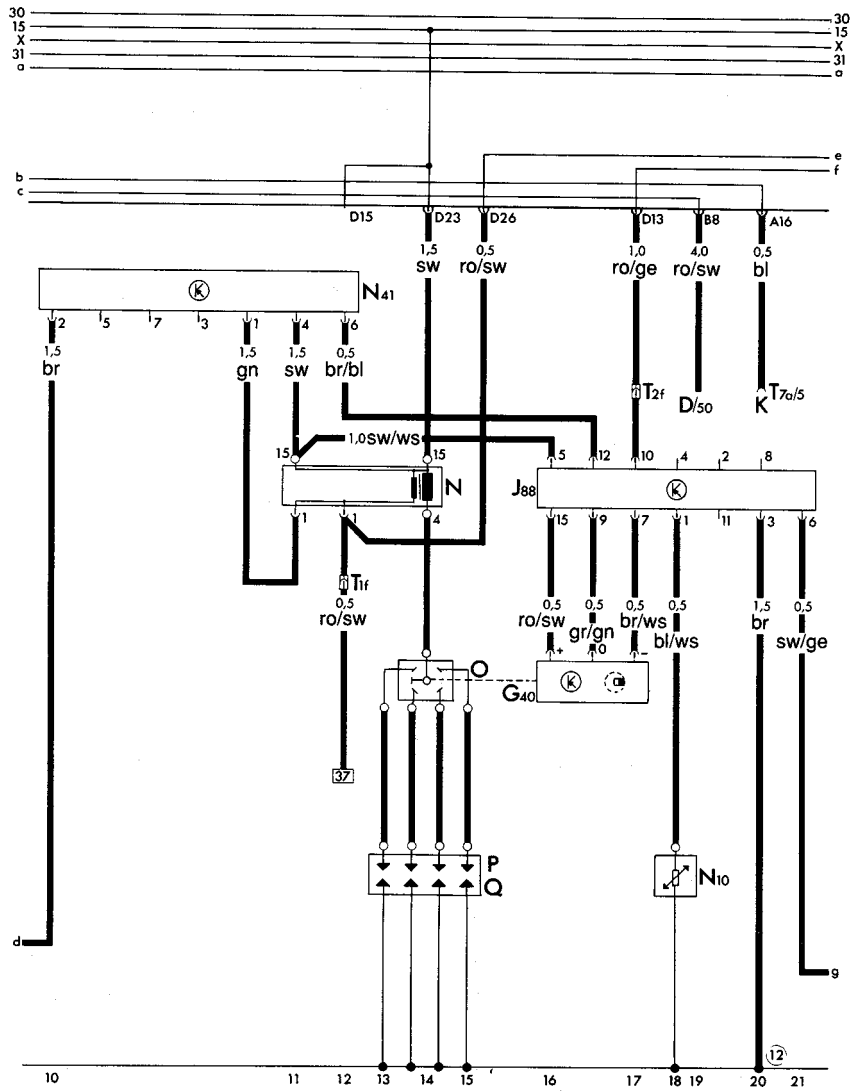 30 30
15 15
X X
31 31
a a
e
f
b
c
D15 D23 D26 D13 B8 A16
1,5 0,5 1,0 4,0 0,5
sw ro/sw ro/ge ro/sw bl
N41
2 5 7 3 1 4 6
1,5 1,5 1,5 0,5
br gn sw br/bl
T2f D/50 K T7a/5
1,0sw/ws
15 15 5 12 10 4 2 8
N J88
1 1 4 15 9 7 1 11 3 6
T1f
0,5 0,5 0,5 0,5 0,5 1,5 0,5
ro/sw ro/sw gr/gn br/ws bl/ws br sw/ge
+ 0 −
O
G40
37
P
Q
N10
d
g
12
10 11 12 13 14 15 16 17 18 19 20 21